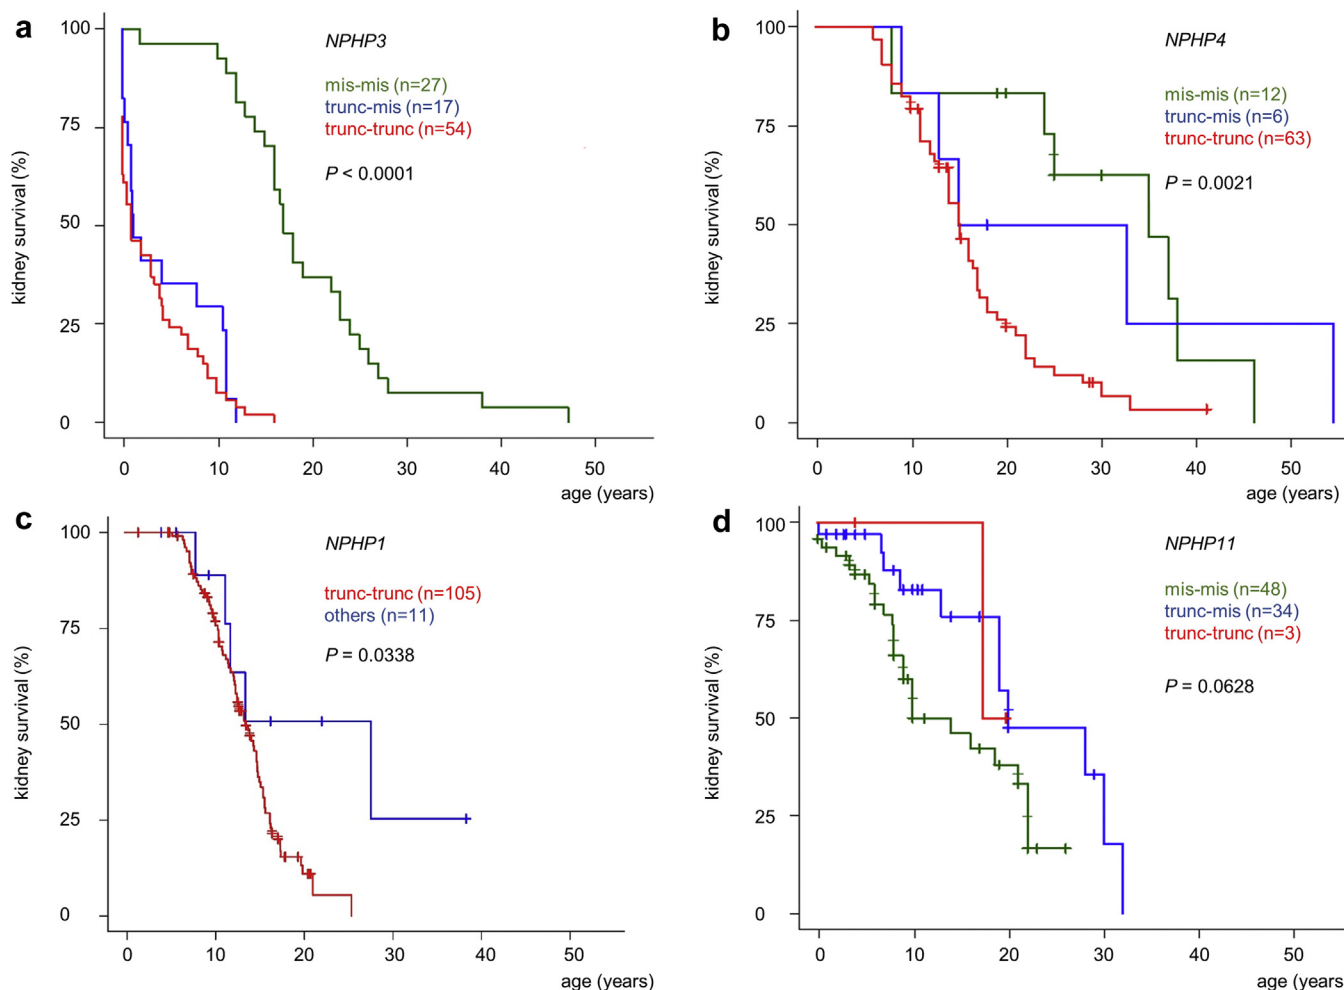 a
NPHP3
mis-mis (n=27)
trunc-mis (n=17)
trunc-trunc (n=54)
P < 0.0001
kidney survival (%)
100
75
50
25
0
0 10 20 30 40 50
age (years)
b
NPHP4
mis-mis (n=12)
trunc-mis (n=6)
trunc-trunc (n=63)
P = 0.0021
kidney survival (%)
100
75
50
25
0
0 10 20 30 40 50
age (years)
c
NPHP1
trunc-trunc (n=105)
others (n=11)
P = 0.0338
kidney survival (%)
100
75
50
25
0
0 10 20 30 40 50
age (years)
d
NPHP11
mis-mis (n=48)
trunc-mis (n=34)
trunc-trunc (n=3)
P = 0.0628
kidney survival (%)
100
75
50
25
0
0 10 20 30 40 50
age (years)